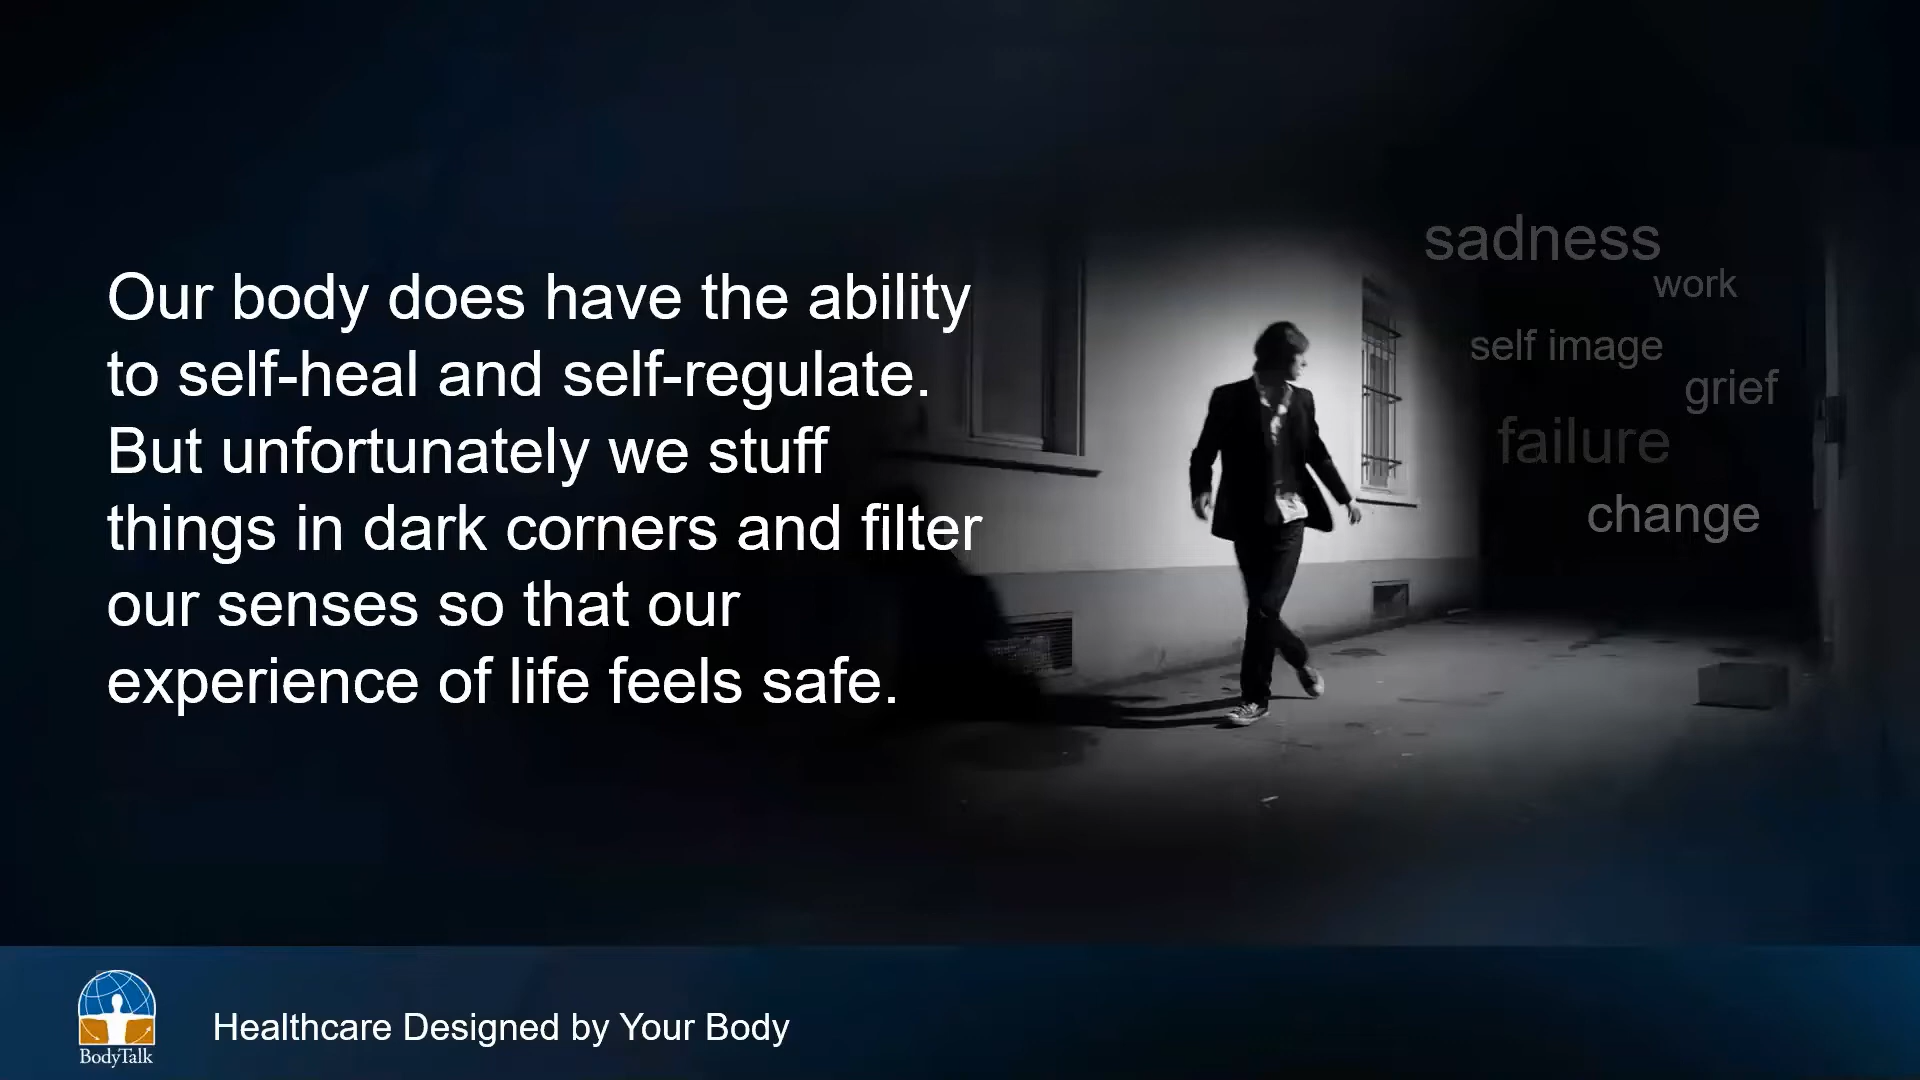 Our body does have the ability
to self-heal and self-regulate.
But unfortunately we stuff
things in dark corners and filter
our senses so that our
experience of life feels safe.
sadness
work
self image
grief
failure
change
BodyTalk
Healthcare Designed by Your Body